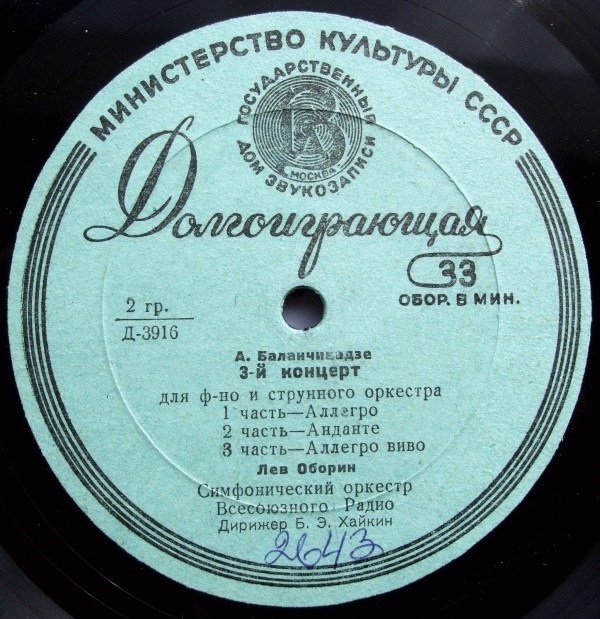 МИНИСТЕРСТВО КУЛЬТУРЫ СССР
ГОСУДАРСТВЕННЫЙ
ДОМ ЗВУКОЗАПИСИ
МОСКВА
Долгоиграющая
33
ОБОР. В МИН.
2 гр.
Д-3916
А. Баланчивадзе
3-й концерт
для ф-но и струнного оркестра
1 часть—Аллегро
2 часть—Анданте
3 часть—Аллегро виво
Лев Оборин
Симфонический оркестр
Всесоюзного Радио
Дирижер Б. Э. Хайкин
2643